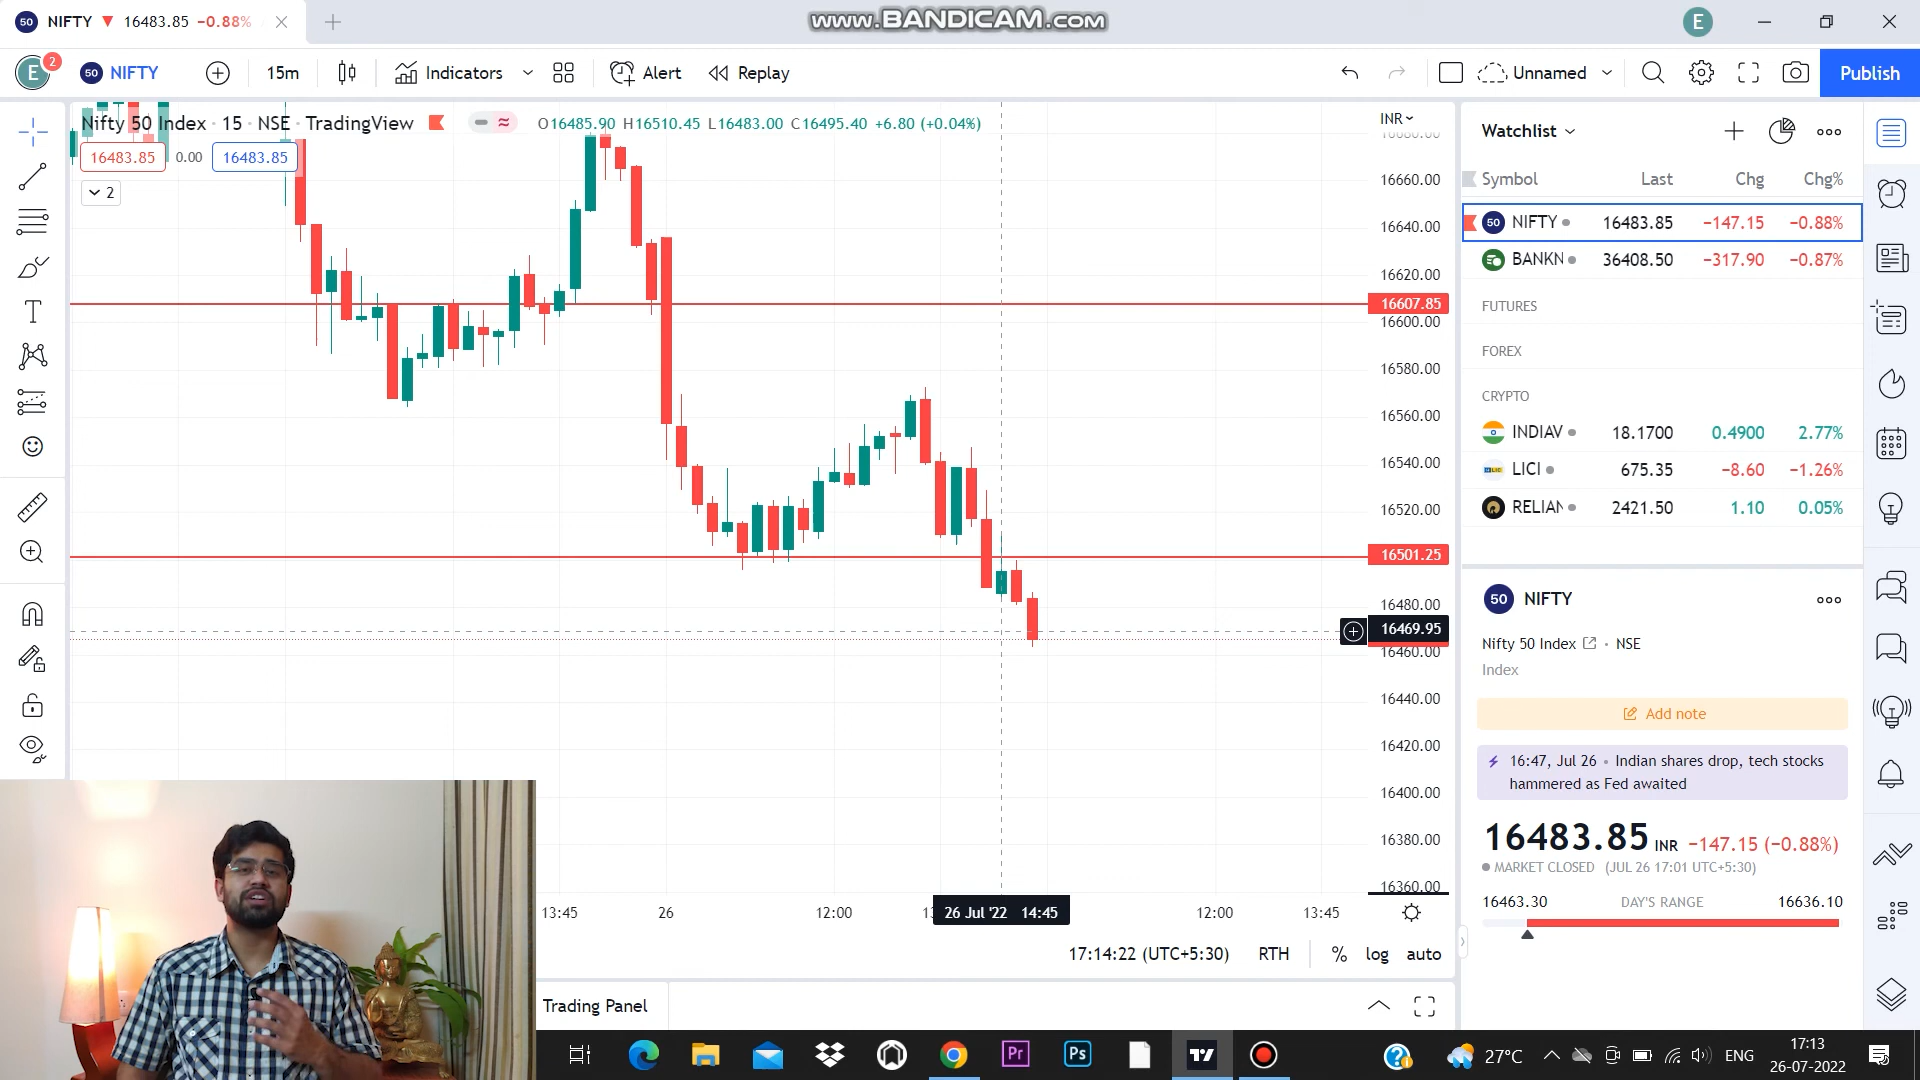 50 NIFTY ▼ 16483.85 −0.88%
www.BANDICAM.com
E
E 2 50 NIFTY 15m Indicators Alert Replay Unnamed Publish
Nifty 50 Index · 15 · NSE · TradingView
O16485.90 H16510.45 L16483.00 C16495.40 +6.80 (+0.04%)
16483.85 0.00 16483.85
2
INR
16660.00
16640.00
16620.00
16607.85
16600.00
16580.00
16560.00
16540.00
16520.00
16501.25
16480.00
16469.95
16460.00
16440.00
16420.00
16400.00
16380.00
16360.00
13:45 26 12:00 26 Jul '22 14:45 12:00 13:45
17:14:22 (UTC+5:30) RTH % log auto
Trading Panel
Watchlist
Symbol Last Chg Chg%
50 NIFTY 16483.85 −147.15 −0.88%
BANKN 36408.50 −317.90 −0.87%
FUTURES
FOREX
CRYPTO
INDIAV 18.1700 0.4900 2.77%
LICI 675.35 −8.60 −1.26%
RELIAN 2421.50 1.10 0.05%
50 NIFTY
Nifty 50 Index · NSE
Index
Add note
16:47, Jul 26 • Indian shares drop, tech stocks
hammered as Fed awaited
16483.85 INR −147.15 (−0.88%)
MARKET CLOSED (JUL 26 17:01 UTC+5:30)
16463.30 DAY'S RANGE 16636.10
Pr Ps
27°C ENG
17:13
26-07-2022